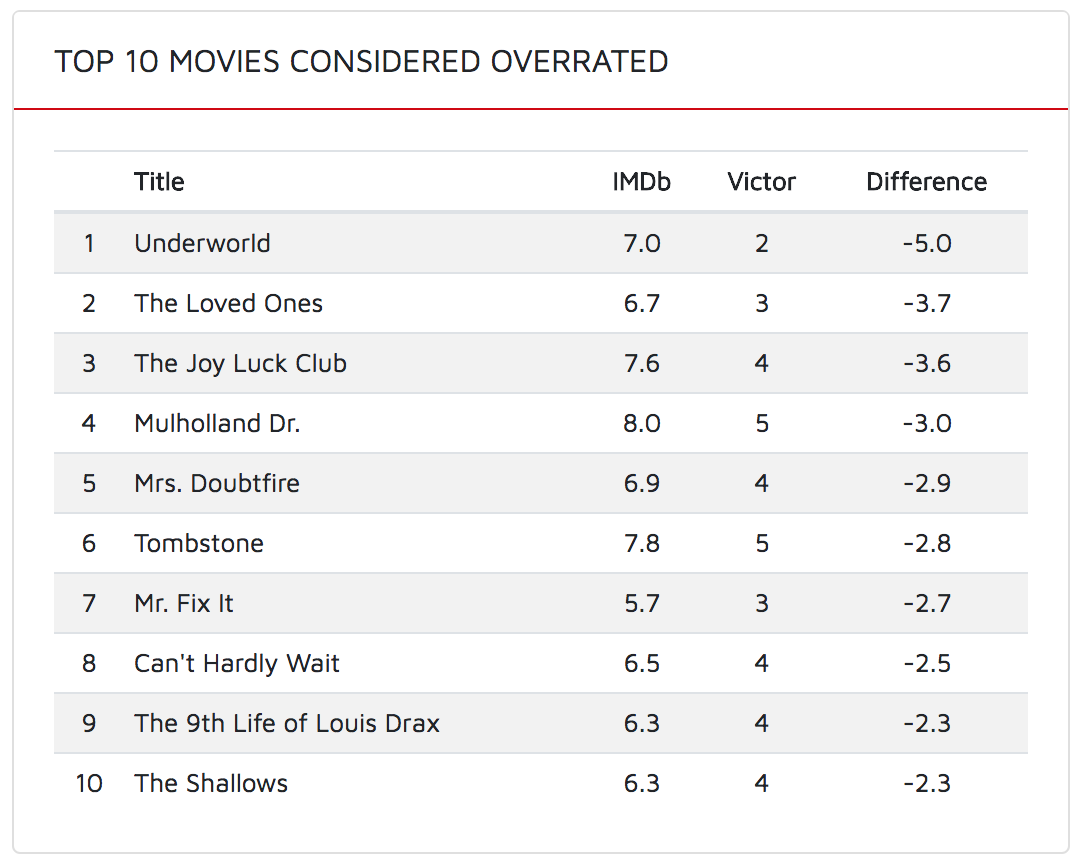 TOP 10 MOVIES CONSIDERED OVERRATED
Title IMDb Victor Difference
1 Underworld 7.0 2 -5.0
2 The Loved Ones 6.7 3 -3.7
3 The Joy Luck Club 7.6 4 -3.6
4 Mulholland Dr. 8.0 5 -3.0
5 Mrs. Doubtfire 6.9 4 -2.9
6 Tombstone 7.8 5 -2.8
7 Mr. Fix It 5.7 3 -2.7
8 Can't Hardly Wait 6.5 4 -2.5
9 The 9th Life of Louis Drax 6.3 4 -2.3
10 The Shallows 6.3 4 -2.3